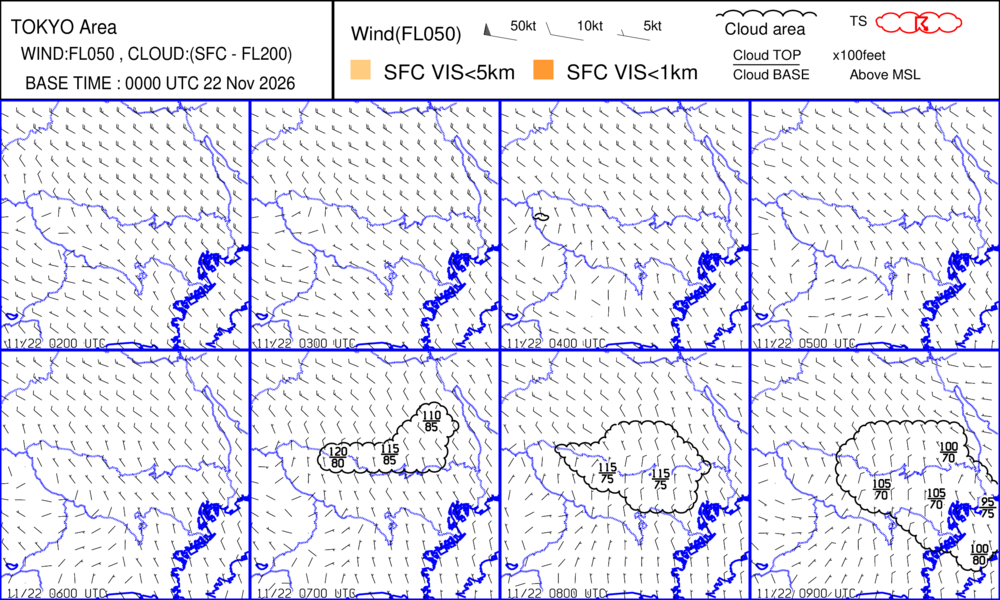 TOKYO Area
WIND:FL050 , CLOUD:(SFC - FL200)
BASE TIME : 0000 UTC 22 Nov 2026
Wind(FL050)
50kt
10kt
5kt
SFC VIS<5km
SFC VIS<1km
Cloud area
Cloud TOP
Cloud BASE
x100feet
Above MSL
TS
11/22 0200 UTC
11/22 0300 UTC
11/22 0400 UTC
11/22 0500 UTC
11/22 0600 UTC
110
85
120
80
115
85
11/22 0700 UTC
115
75
115
75
11/22 0800 UTC
100
70
105
70
105
70
95
75
100
80
11/22 0900 UTC